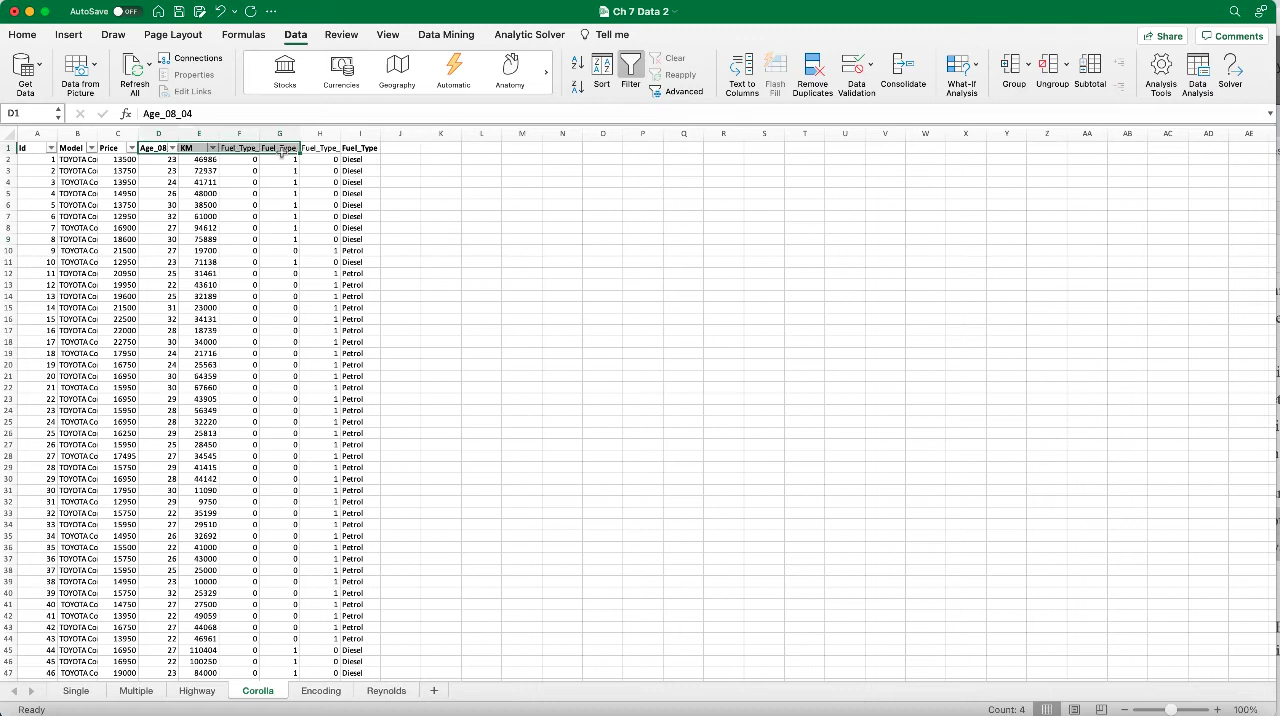 AutoSave OFF Ch 7 Data 2
Home Insert Draw Page Layout Formulas Data Review View Data Mining Analytic Solver Tell me Share Comments
Get Data Data from Picture Refresh All Connections Properties Edit Links Stocks Currencies Geography Automatic Anatomy Sort Filter Clear Reapply Advanced Text to Columns Flash Fill Remove Duplicates Data Validation Consolidate What-If Analysis Group Ungroup Subtotal Analysis Tools Data Analysis Solver
D1 fx Age_08_04
A B C D E F G H I J K L M N O P Q R S T U V W X Y Z AA AB AC AD AE
1 Id Model Price Age_08 KM Fuel_Type_ Fuel_Type_ Fuel_Type_ Fuel_Type
2 1 TOYOTA Co 13500 23 46986 0 1 0 Diesel
3 2 TOYOTA Co 13750 23 72937 0 1 0 Diesel
4 3 TOYOTA Co 13950 24 41711 0 1 0 Diesel
5 4 TOYOTA Co 14950 26 48000 0 1 0 Diesel
6 5 TOYOTA Co 13750 30 38500 0 1 0 Diesel
7 6 TOYOTA Co 12950 32 61000 0 1 0 Diesel
8 7 TOYOTA Co 16900 27 94612 0 1 0 Diesel
9 8 TOYOTA Co 18600 30 75889 0 1 0 Diesel
10 9 TOYOTA Co 21500 27 19700 0 0 1 Petrol
11 10 TOYOTA Co 12950 23 71138 0 1 0 Diesel
12 11 TOYOTA Co 20950 25 31461 0 0 1 Petrol
13 12 TOYOTA Co 19950 22 43610 0 0 1 Petrol
14 13 TOYOTA Co 19600 25 32189 0 0 1 Petrol
15 14 TOYOTA Co 21500 31 23000 0 0 1 Petrol
16 15 TOYOTA Co 22500 32 34131 0 0 1 Petrol
17 16 TOYOTA Co 22000 28 18739 0 0 1 Petrol
18 17 TOYOTA Co 22750 30 34000 0 0 1 Petrol
19 18 TOYOTA Co 17950 24 21716 0 0 1 Petrol
20 19 TOYOTA Co 16750 24 25563 0 0 1 Petrol
21 20 TOYOTA Co 16950 30 64359 0 0 1 Petrol
22 21 TOYOTA Co 15950 30 67660 0 0 1 Petrol
23 22 TOYOTA Co 16950 29 43905 0 0 1 Petrol
24 23 TOYOTA Co 15950 28 56349 0 0 1 Petrol
25 24 TOYOTA Co 16950 28 32220 0 0 1 Petrol
26 25 TOYOTA Co 16250 29 25813 0 0 1 Petrol
27 26 TOYOTA Co 15950 25 28450 0 0 1 Petrol
28 27 TOYOTA Co 17495 27 34545 0 0 1 Petrol
29 28 TOYOTA Co 15750 29 41415 0 0 1 Petrol
30 29 TOYOTA Co 16950 28 44142 0 0 1 Petrol
31 30 TOYOTA Co 17950 30 11090 0 0 1 Petrol
32 31 TOYOTA Co 12950 29 9750 0 0 1 Petrol
33 32 TOYOTA Co 15750 22 35199 0 0 1 Petrol
34 33 TOYOTA Co 15950 27 29510 0 0 1 Petrol
35 34 TOYOTA Co 14950 26 32692 0 0 1 Petrol
36 35 TOYOTA Co 15500 22 41000 0 0 1 Petrol
37 36 TOYOTA Co 15750 26 43000 0 0 1 Petrol
38 37 TOYOTA Co 15950 25 25000 0 0 1 Petrol
39 38 TOYOTA Co 14950 23 10000 0 0 1 Petrol
40 39 TOYOTA Co 15750 32 25329 0 0 1 Petrol
41 40 TOYOTA Co 14750 27 27500 0 0 1 Petrol
42 41 TOYOTA Co 13950 22 49059 0 0 1 Petrol
43 42 TOYOTA Co 16750 27 44068 0 0 1 Petrol
44 43 TOYOTA Co 13950 22 46961 0 0 1 Petrol
45 44 TOYOTA Co 16950 27 110404 0 1 0 Diesel
46 45 TOYOTA Co 16950 22 100250 0 1 0 Diesel
47 46 TOYOTA Co 19000 23 84000 0 1 0 Diesel
Single Multiple Highway Corolla Encoding Reynolds +
Ready Count: 4 100%